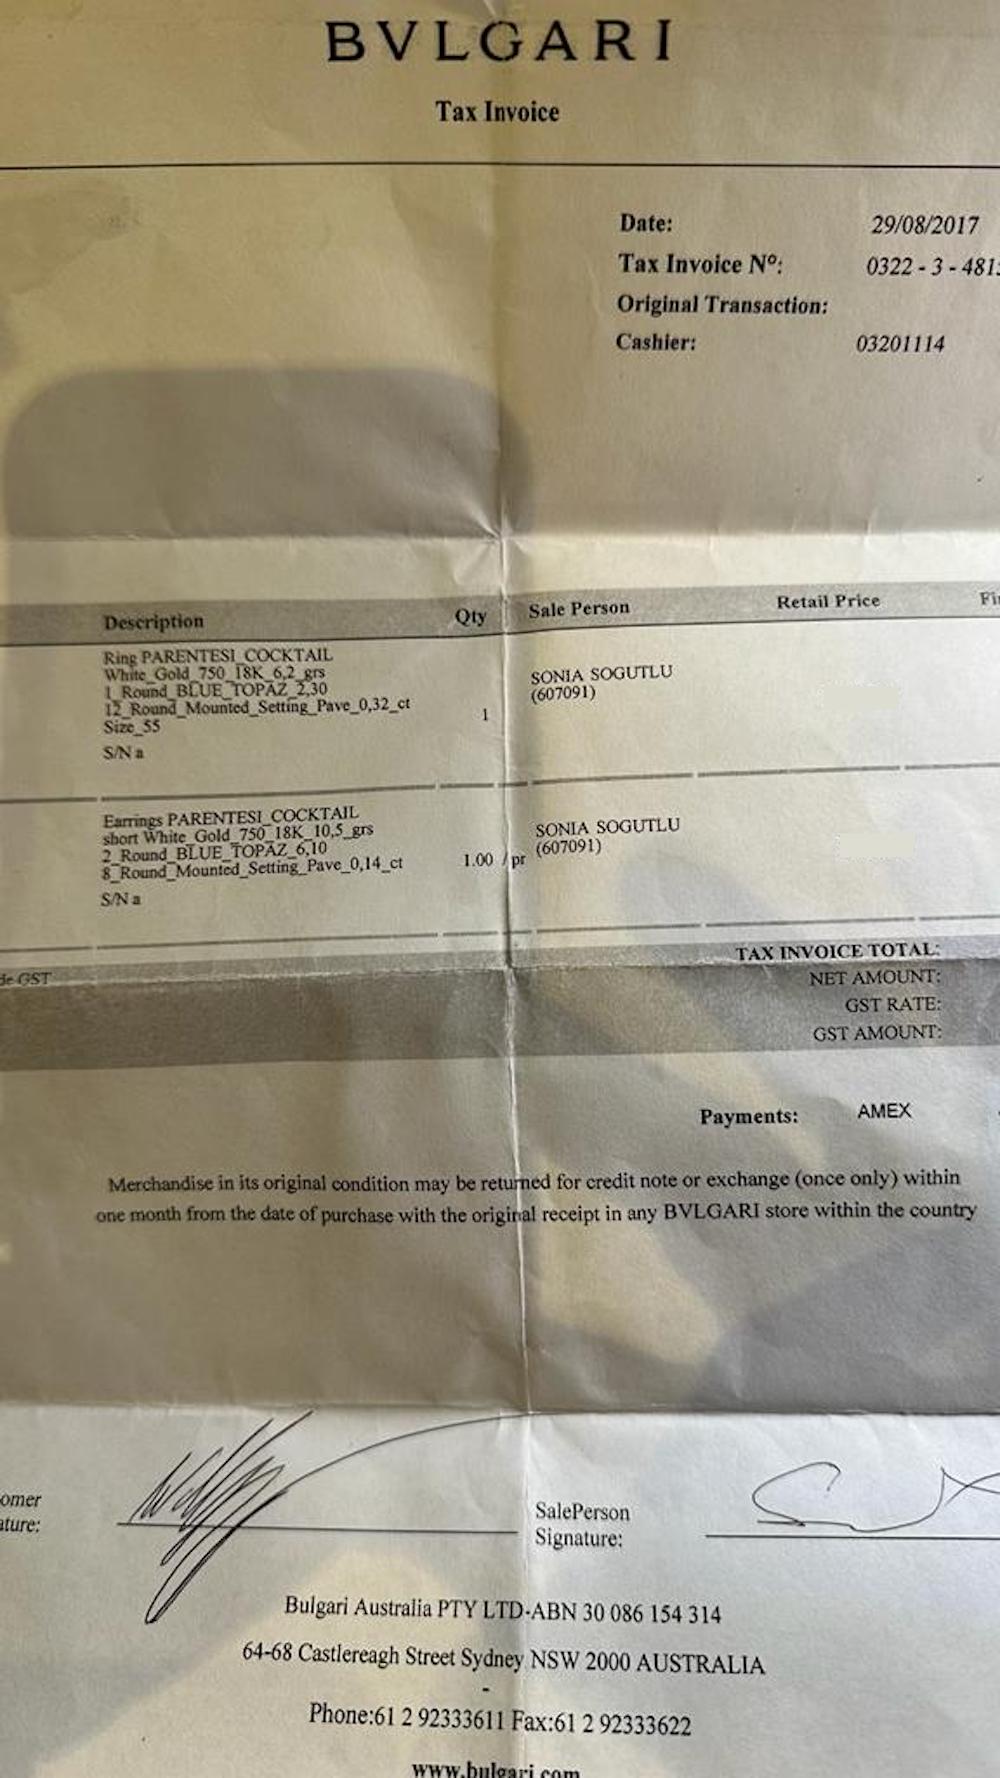 BVLGARI
Tax Invoice
Date: 29/08/2017
Tax Invoice Nº: 0322 - 3 - 481
Original Transaction:
Cashier: 03201114
Description Qty Sale Person Retail Price Fi
Ring PARENTESI_COCKTAIL
White_Gold_750_18K_6,2_grs
1_Round_BLUE_TOPAZ_2,30
12_Round_Mounted_Setting_Pave_0,32_ct
Size_55
S/N a
1
SONIA SOGUTLU
(607091)
Earrings PARENTESI_COCKTAIL
short White_Gold_750_18K_10,5_grs
2_Round_BLUE_TOPAZ_6,10
8_Round_Mounted_Setting_Pave_0,14_ct
S/N a
1.00 / pr
SONIA SOGUTLU
(607091)
de GST
TAX INVOICE TOTAL:
NET AMOUNT:
GST RATE:
GST AMOUNT:
Payments: AMEX
Merchandise in its original condition may be returned for credit note or exchange (once only) within
one month from the date of purchase with the original receipt in any BVLGARI store within the country
omer
ature:
SalePerson
Signature:
Bulgari Australia PTY LTD-ABN 30 086 154 314
64-68 Castlereagh Street Sydney NSW 2000 AUSTRALIA
-
Phone:61 2 92333611 Fax:61 2 92333622
www.bulgari.com